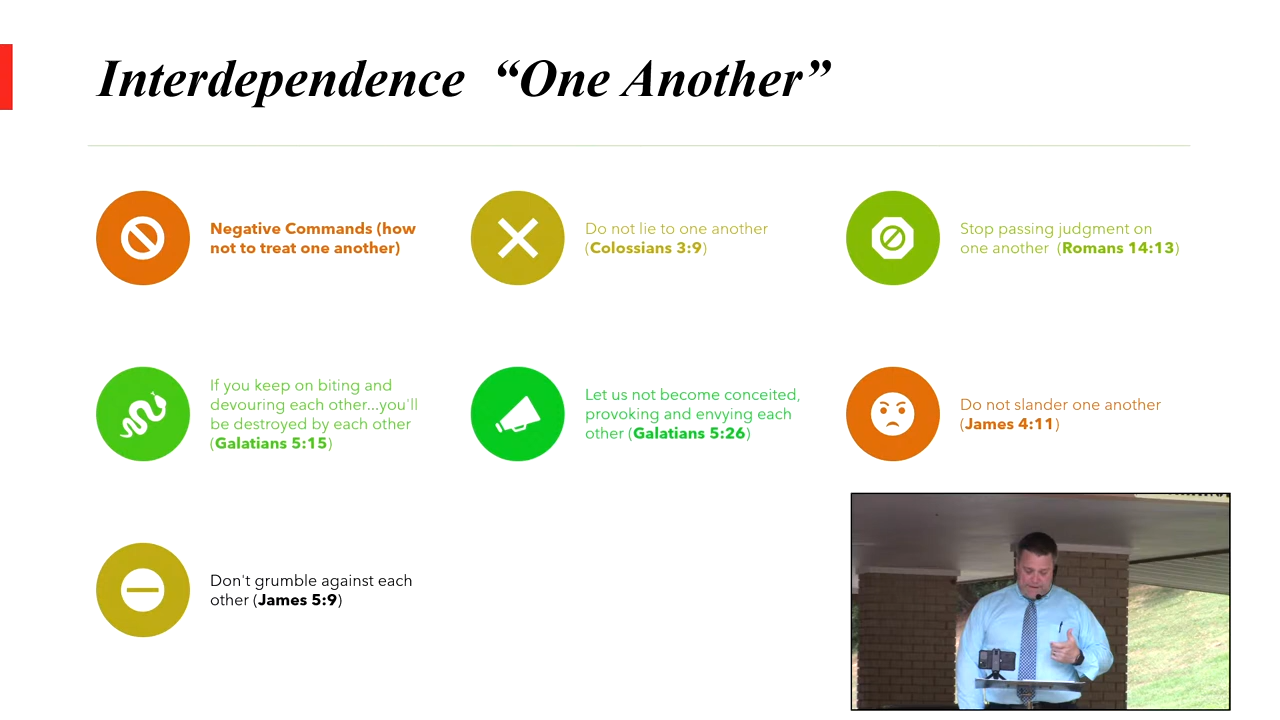 Interdependence “One Another”
Negative Commands (how
not to treat one another)
Do not lie to one another
(Colossians 3:9)
Stop passing judgment on
one another (Romans 14:13)
If you keep on biting and
devouring each other...you'll
be destroyed by each other
(Galatians 5:15)
Let us not become conceited,
provoking and envying each
other (Galatians 5:26)
Do not slander one another
(James 4:11)
Don't grumble against each
other (James 5:9)